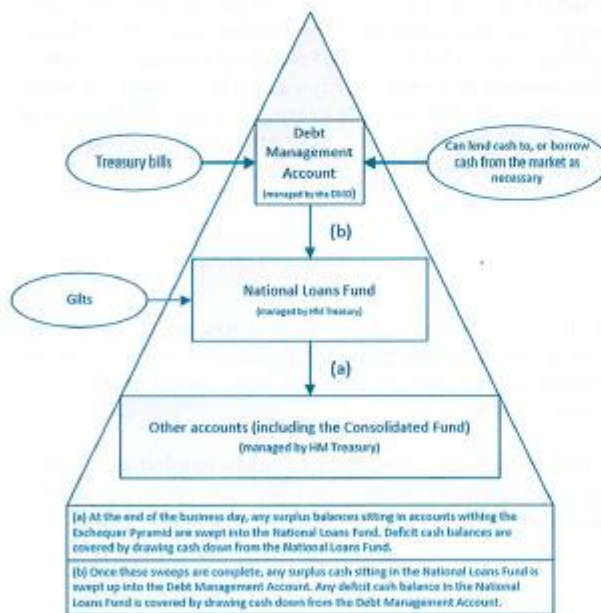 Debt
Management
Account
(managed by the DMO)
Treasury bills
Can lend cash to, or borrow
cash from the market as
necessary
(b)
National Loans Fund
(managed by HM Treasury)
Gilts
(a)
Other accounts (including the Consolidated Fund)
(managed by HM Treasury)
(a) At the end of the business day, any surplus balances sitting in accounts withing the
Exchequer Pyramid are swept into the National Loans Fund. Deficit cash balances are
covered by drawing cash down from the National Loans Fund.
(b) Once these sweeps are complete, any surplus cash sitting in the National Loans Fund is
swept up into the Debt Management Account. Any deficit cash balance in the National
Loans Fund is covered by drawing cash down from the Debt Management Account.